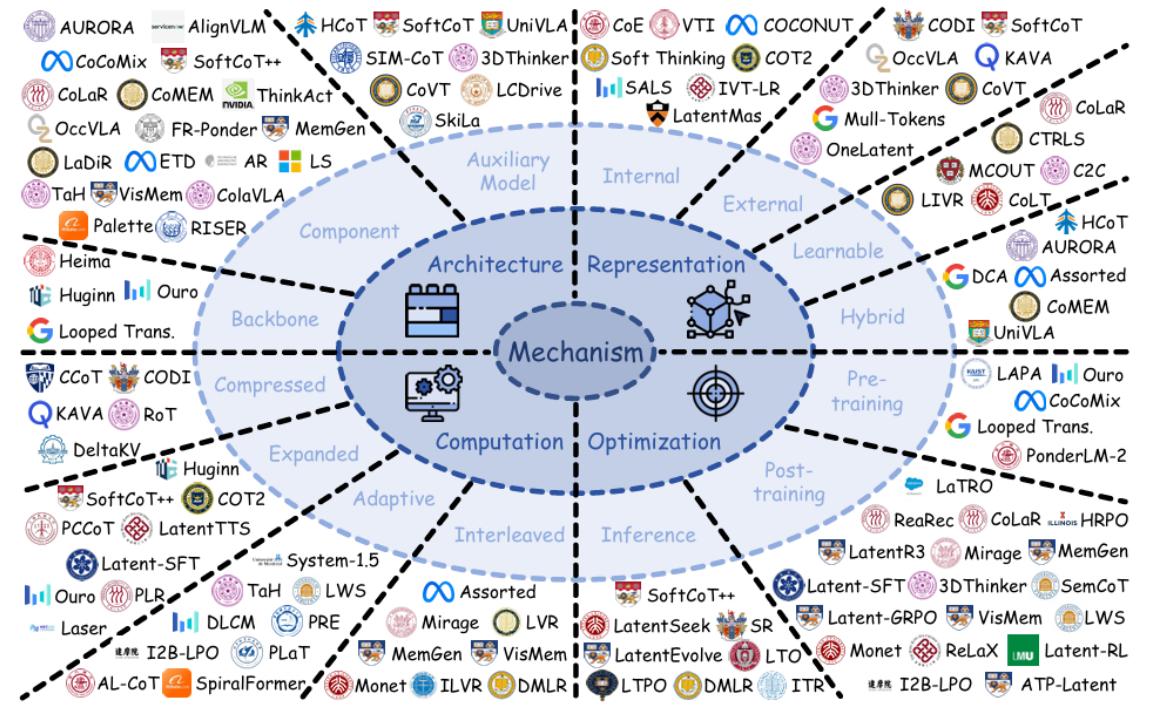 AURORA servicenow AlignVLM
CoCoMix SoftCoT++
CoLaR CoMEM NVIDIA ThinkAct
OccVLA FR-Ponder MemGen
LaDiR ETD AR LS
TaH VisMem ColaVLA
Palette RISER
HCoT SoftCoT UniVLA
SIM-CoT 3DThinker
CoVT LCDrive
SkiLa
CoE VTI COCONUT
Soft Thinking COT2
SALS IVT-LR
LatentMas
CODI SoftCoT
OccVLA KAVA
3DThinker CoVT
Mull-Tokens
OneLatent
CoLaR
CTRLS
MCOUT C2C
LIVR CoLT
HCoT
AURORA
DCA Assorted
CoMEM
UniVLA
Heima
Huginn Ouro
Looped Trans.
Auxiliary
Model
Internal
Component
External
Learnable
Backbone
Hybrid
Architecture Representation
Mechanism
Computation Optimization
Compressed
Expanded
Adaptive
Interleaved
Inference
Post-
training
Pre-
training
CCoT CODI
KAVA RoT
DeltaKV
Huginn
SoftCoT++ COT2
PCCoT LatentTTS
Latent-SFT System-1.5
Ouro PLR TaH LWS
Laser DLCM PRE
I2B-LPO PLaT
AL-CoT SpiralFormer
Assorted
Mirage LVR
MemGen VisMem
Monet ILVR DMLR
SoftCoT++
LatentSeek SR
LatentEvolve LTO
LTPO DMLR ITR
KAIST LAPA Ouro
CoCoMix
Looped Trans.
PonderLM-2
LaTRO
ReaRec CoLaR ILLINOIS HRPO
LatentR3 Mirage MemGen
Latent-SFT 3DThinker SemCoT
Latent-GRPO VisMem LWS
Monet ReLaX LMU Latent-RL
I2B-LPO ATP-Latent